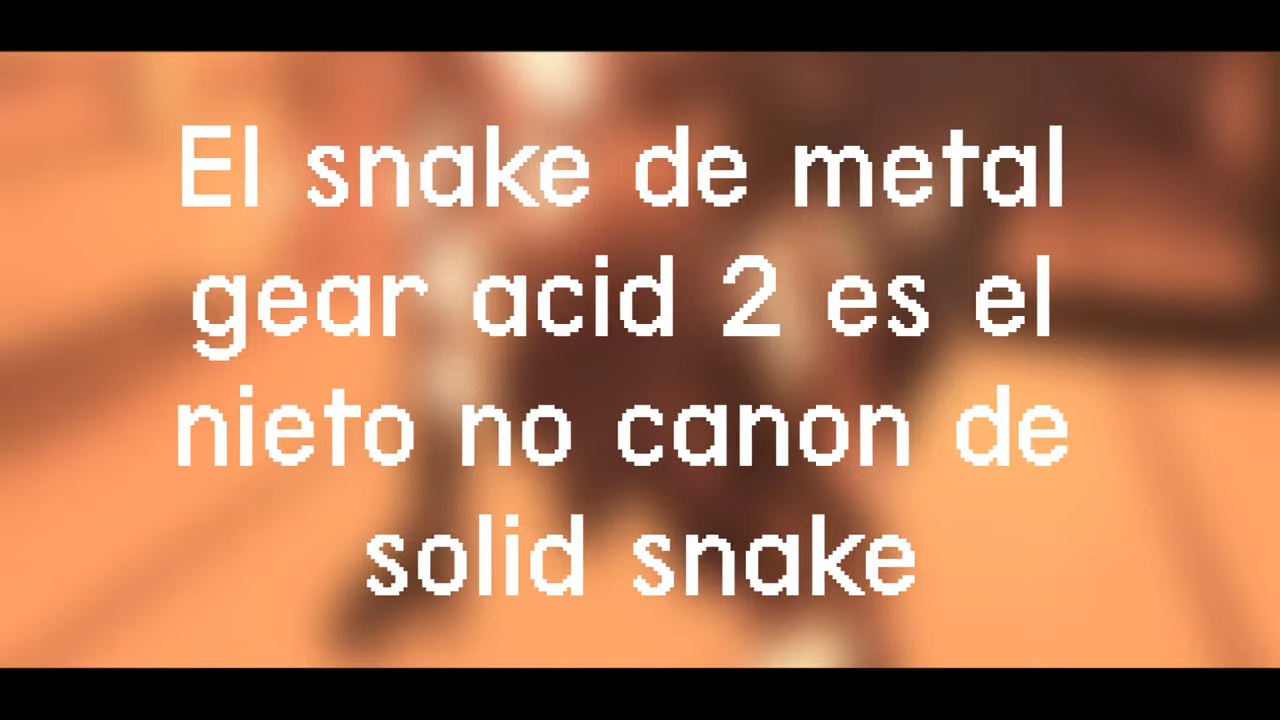 El snake de metal
gear acid 2 es el
nieto no canon de
solid snake